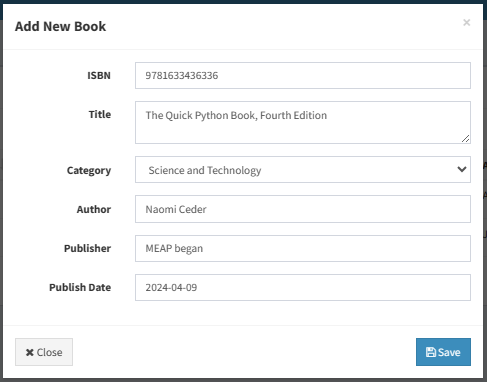 Add New Book ×
ISBN 9781633436336
Title The Quick Python Book, Fourth Edition
Category Science and Technology
Author Naomi Ceder
Publisher MEAP began
Publish Date 2024-04-09
✖ Close Save